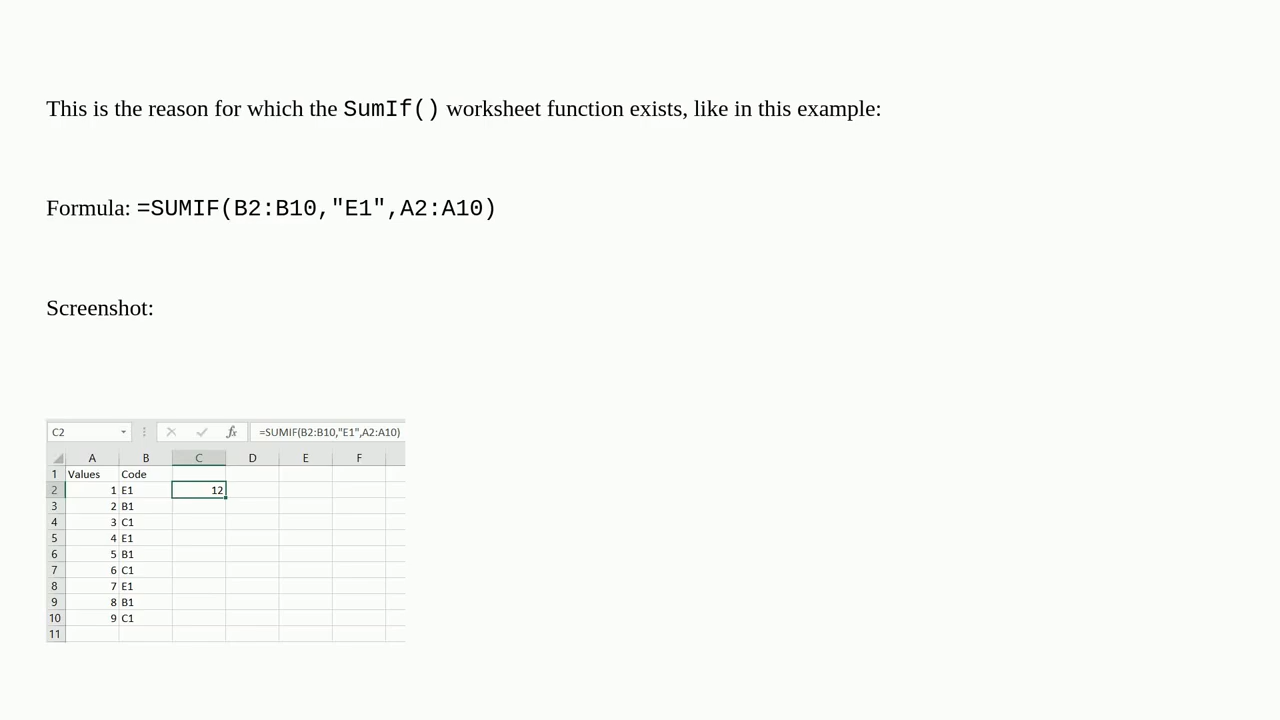 This is the reason for which the SumIf() worksheet function exists, like in this example:
Formula: =SUMIF(B2:B10,"E1",A2:A10)
Screenshot:
C2 fx =SUMIF(B2:B10,"E1",A2:A10)
A B C D E F
1 Values Code
2 1 E1 12
3 2 B1
4 3 C1
5 4 E1
6 5 B1
7 6 C1
8 7 E1
9 8 B1
10 9 C1
11